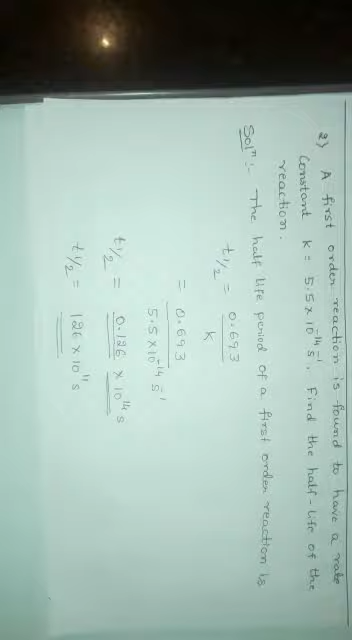 2) A first order reaction is found to have a rate
Constant K = 5.5 x 10⁻¹⁴ s⁻¹. Find the half-life of the
reaction.
Solⁿ:- The half life period of a first order reaction is
t1/2 = 0.693 / K
= 0.693 / 5.5 x 10⁻¹⁴ s⁻¹
t1/2 = 0.126 x 10¹⁴ s
t1/2 = 126 x 10¹¹ s